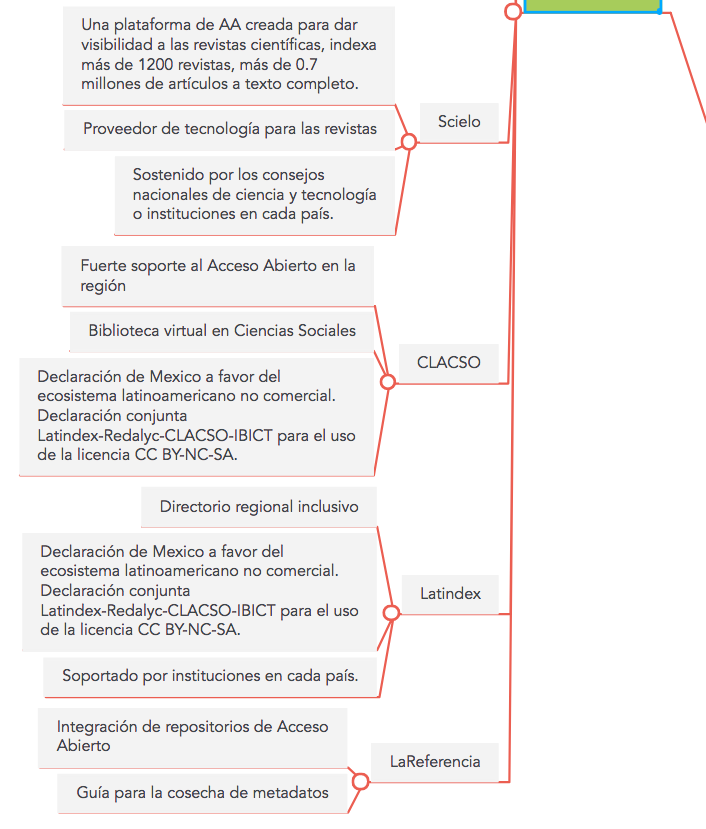 Una plataforma de AA creada para dar
visibilidad a las revistas científicas, indexa
más de 1200 revistas, más de 0.7
millones de artículos a texto completo.
Proveedor de tecnología para las revistas
Sostenido por los consejos
nacionales de ciencia y tecnología
o instituciones en cada país.
Scielo
Fuerte soporte al Acceso Abierto en la
región
Biblioteca virtual en Ciencias Sociales
Declaración de Mexico a favor del
ecosistema latinoamericano no comercial.
Declaración conjunta
Latindex-Redalyc-CLACSO-IBICT para el uso
de la licencia CC BY-NC-SA.
CLACSO
Directorio regional inclusivo
Declaración de Mexico a favor del
ecosistema latinoamericano no comercial.
Declaración conjunta
Latindex-Redalyc-CLACSO-IBICT para el uso
de la licencia CC BY-NC-SA.
Soportado por instituciones en cada país.
Latindex
Integración de repositorios de Acceso
Abierto
Guía para la cosecha de metadatos
LaReferencia